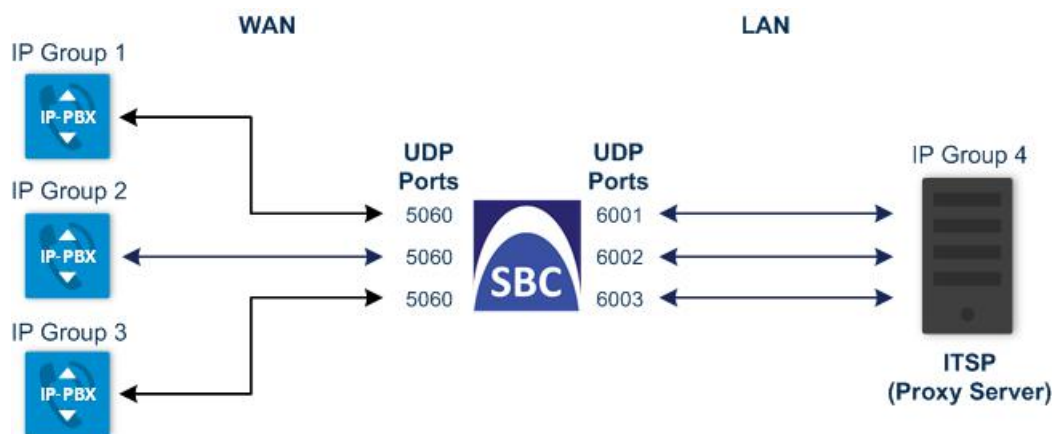 WAN
LAN
IP Group 1
IP-PBX
UDP
Ports
UDP
Ports
IP Group 4
IP Group 2
5060
6001
IP-PBX
5060
6002
SBC
5060
6003
IP Group 3
IP-PBX
ITSP
(Proxy Server)